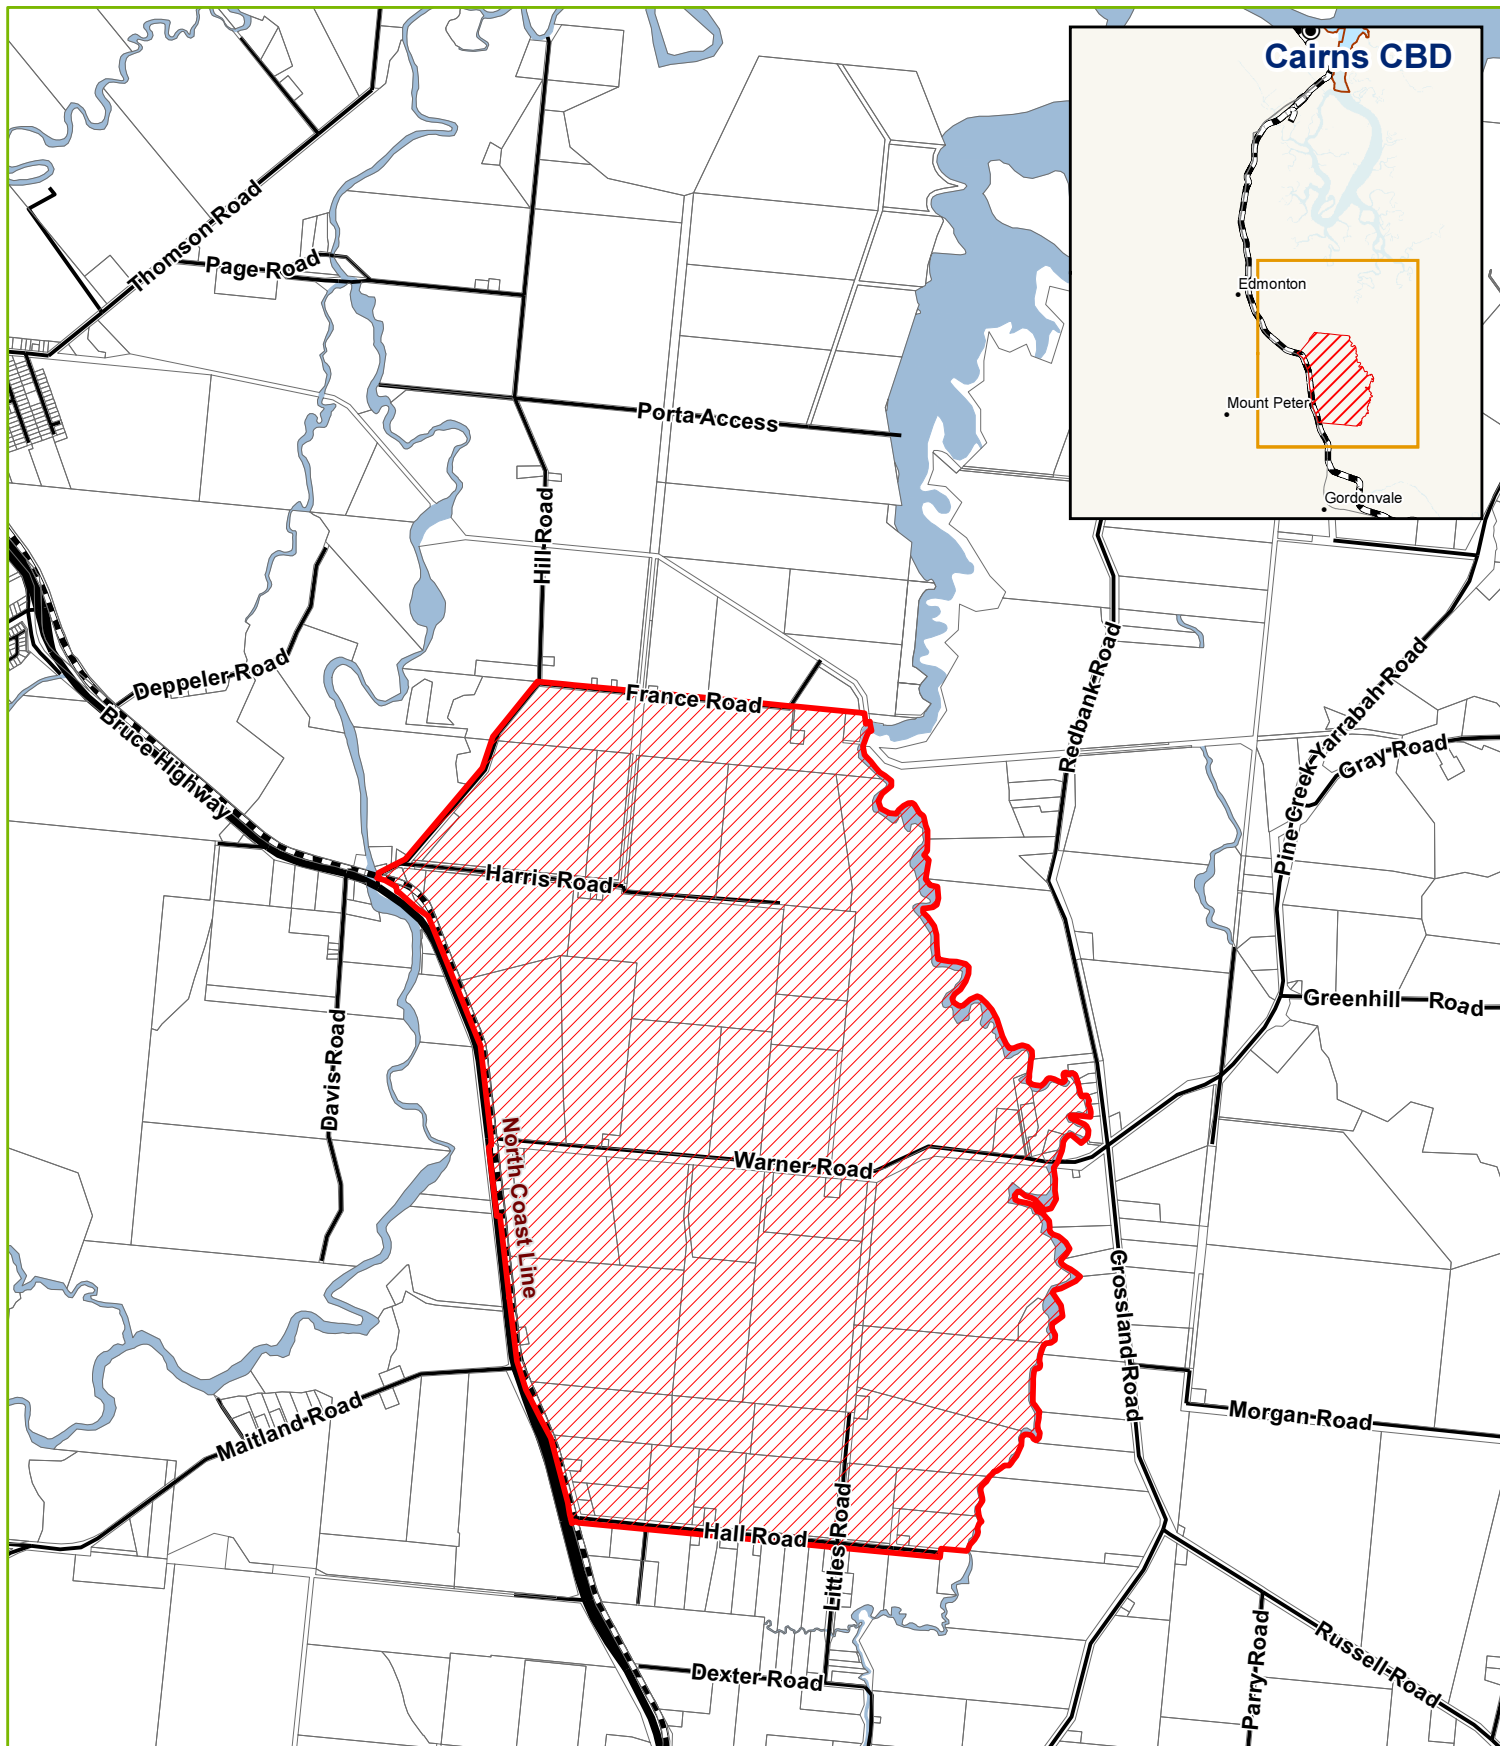 Cairns CBD
Edmonton
Mount Peter
Gordonvale
Thomson Road
Page Road
Porta Access
Hill Road
Deppeler Road
Bruce Highway
France Road
Redbank Road
Pine Creek Yarrabah Road
Gray Road
Harris Road
Greenhill Road
Davis Road
North Coast Line
Warner Road
Crossland Road
Maitland Road
Morgan Road
Hall Road
Littles Road
Dexter Road
Parry Road
Russell Road